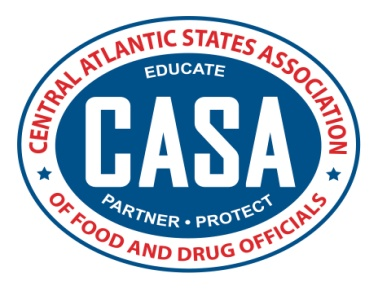 CENTRAL ATLANTIC STATES ASSOCIATION
EDUCATE
CASA
PARTNER • PROTECT
OF FOOD AND DRUG OFFICIALS